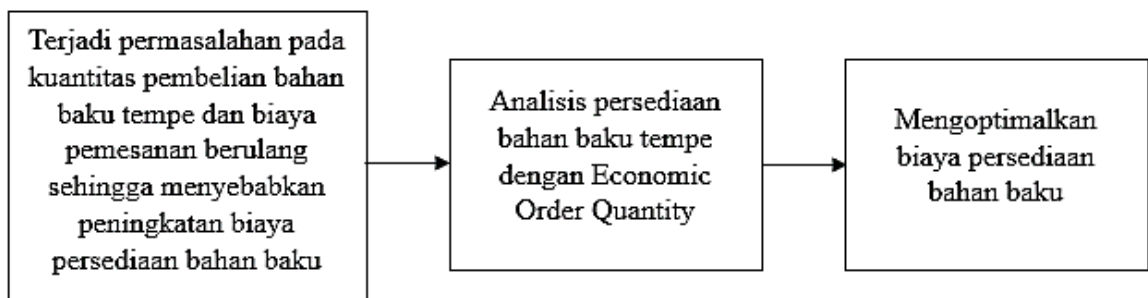 Terjadi permasalahan pada
kuantitas pembelian bahan
baku tempe dan biaya
pemesanan berulang
sehingga menyebabkan
peningkatan biaya
persediaan bahan baku
Analisis persediaan
bahan baku tempe
dengan Economic
Order Quantity
Mengoptimalkan
biaya persediaan
bahan baku